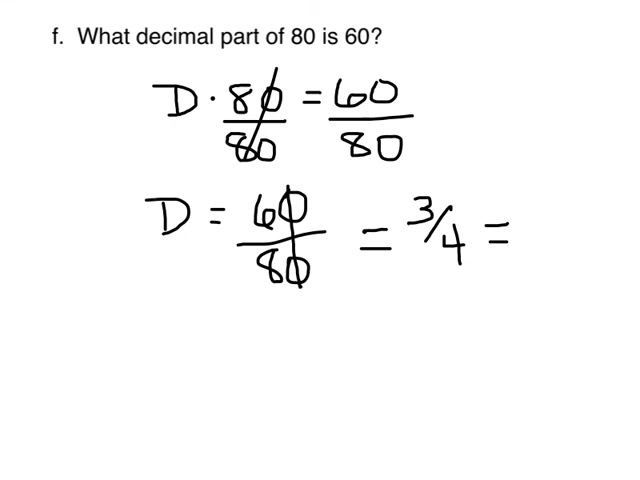 f. What decimal part of 80 is 60?
D · 80 = 60
80 80
D = 60 = 3/4 =
80